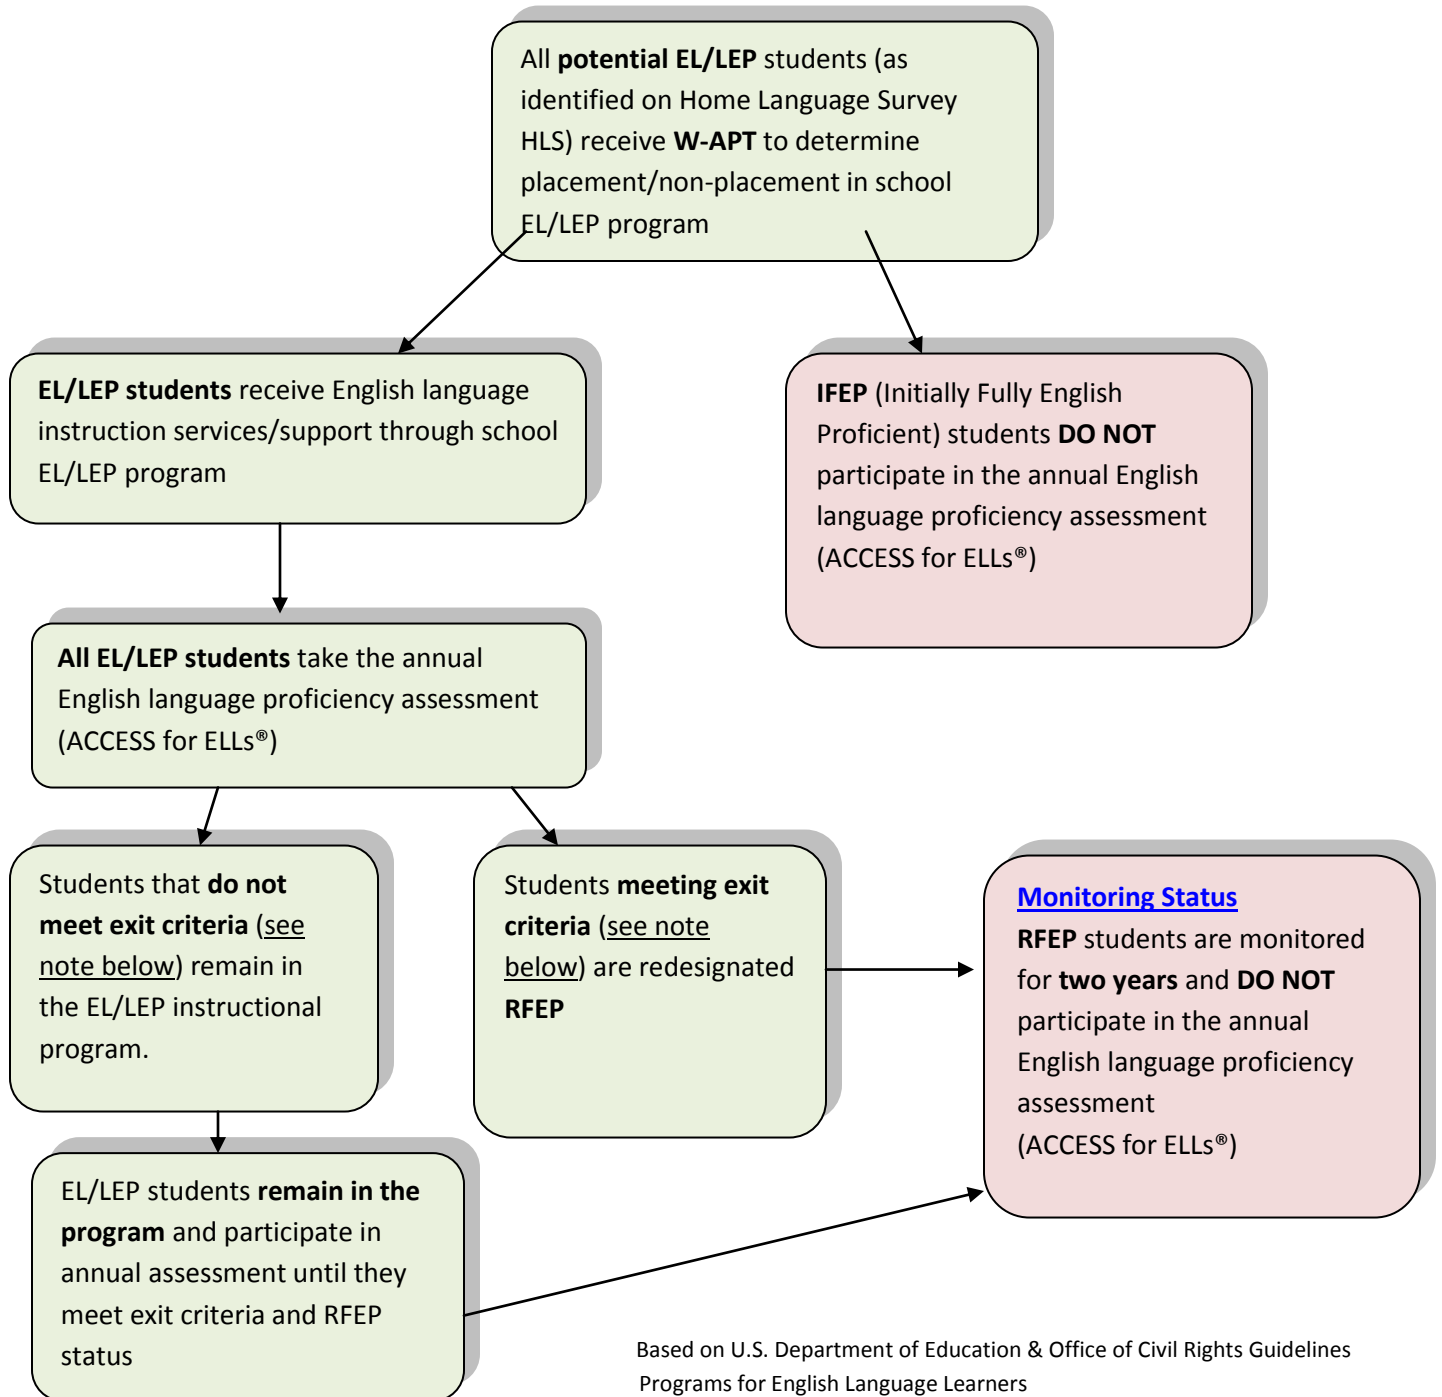 All potential EL/LEP students (as
identified on Home Language Survey
HLS) receive W-APT to determine
placement/non-placement in school
EL/LEP program
EL/LEP students receive English language
instruction services/support through school
EL/LEP program
IFEP (Initially Fully English
Proficient) students DO NOT
participate in the annual English
language proficiency assessment
(ACCESS for ELLs®)
All EL/LEP students take the annual
English language proficiency assessment
(ACCESS for ELLs®)
Students that do not
meet exit criteria (see
note below) remain in
the EL/LEP instructional
program.
Students meeting exit
criteria (see note
below) are redesignated
RFEP
Monitoring Status
RFEP students are monitored
for two years and DO NOT
participate in the annual
English language proficiency
assessment
(ACCESS for ELLs®)
EL/LEP students remain in the
program and participate in
annual assessment until they
meet exit criteria and RFEP
status
Based on U.S. Department of Education & Office of Civil Rights Guidelines
Programs for English Language Learners